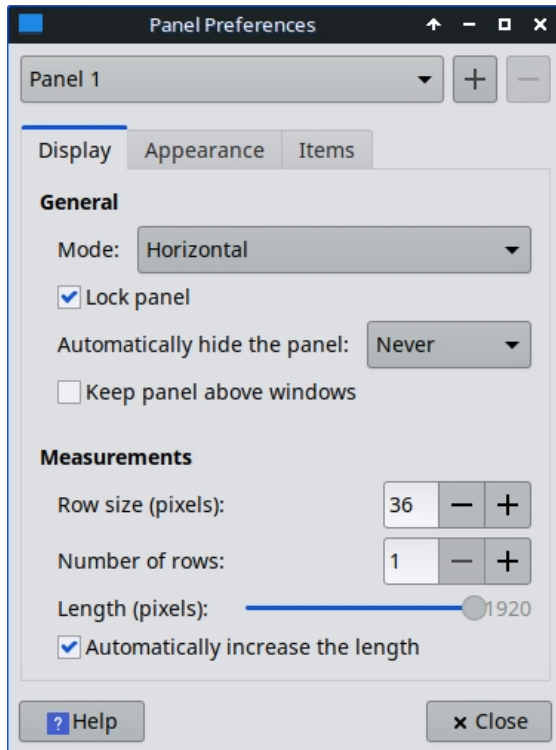 Panel Preferences
Panel 1
Display Appearance Items
General
Mode: Horizontal
Lock panel
Automatically hide the panel: Never
Keep panel above windows
Measurements
Row size (pixels): 36
Number of rows: 1
Length (pixels): 1920
Automatically increase the length
? Help × Close